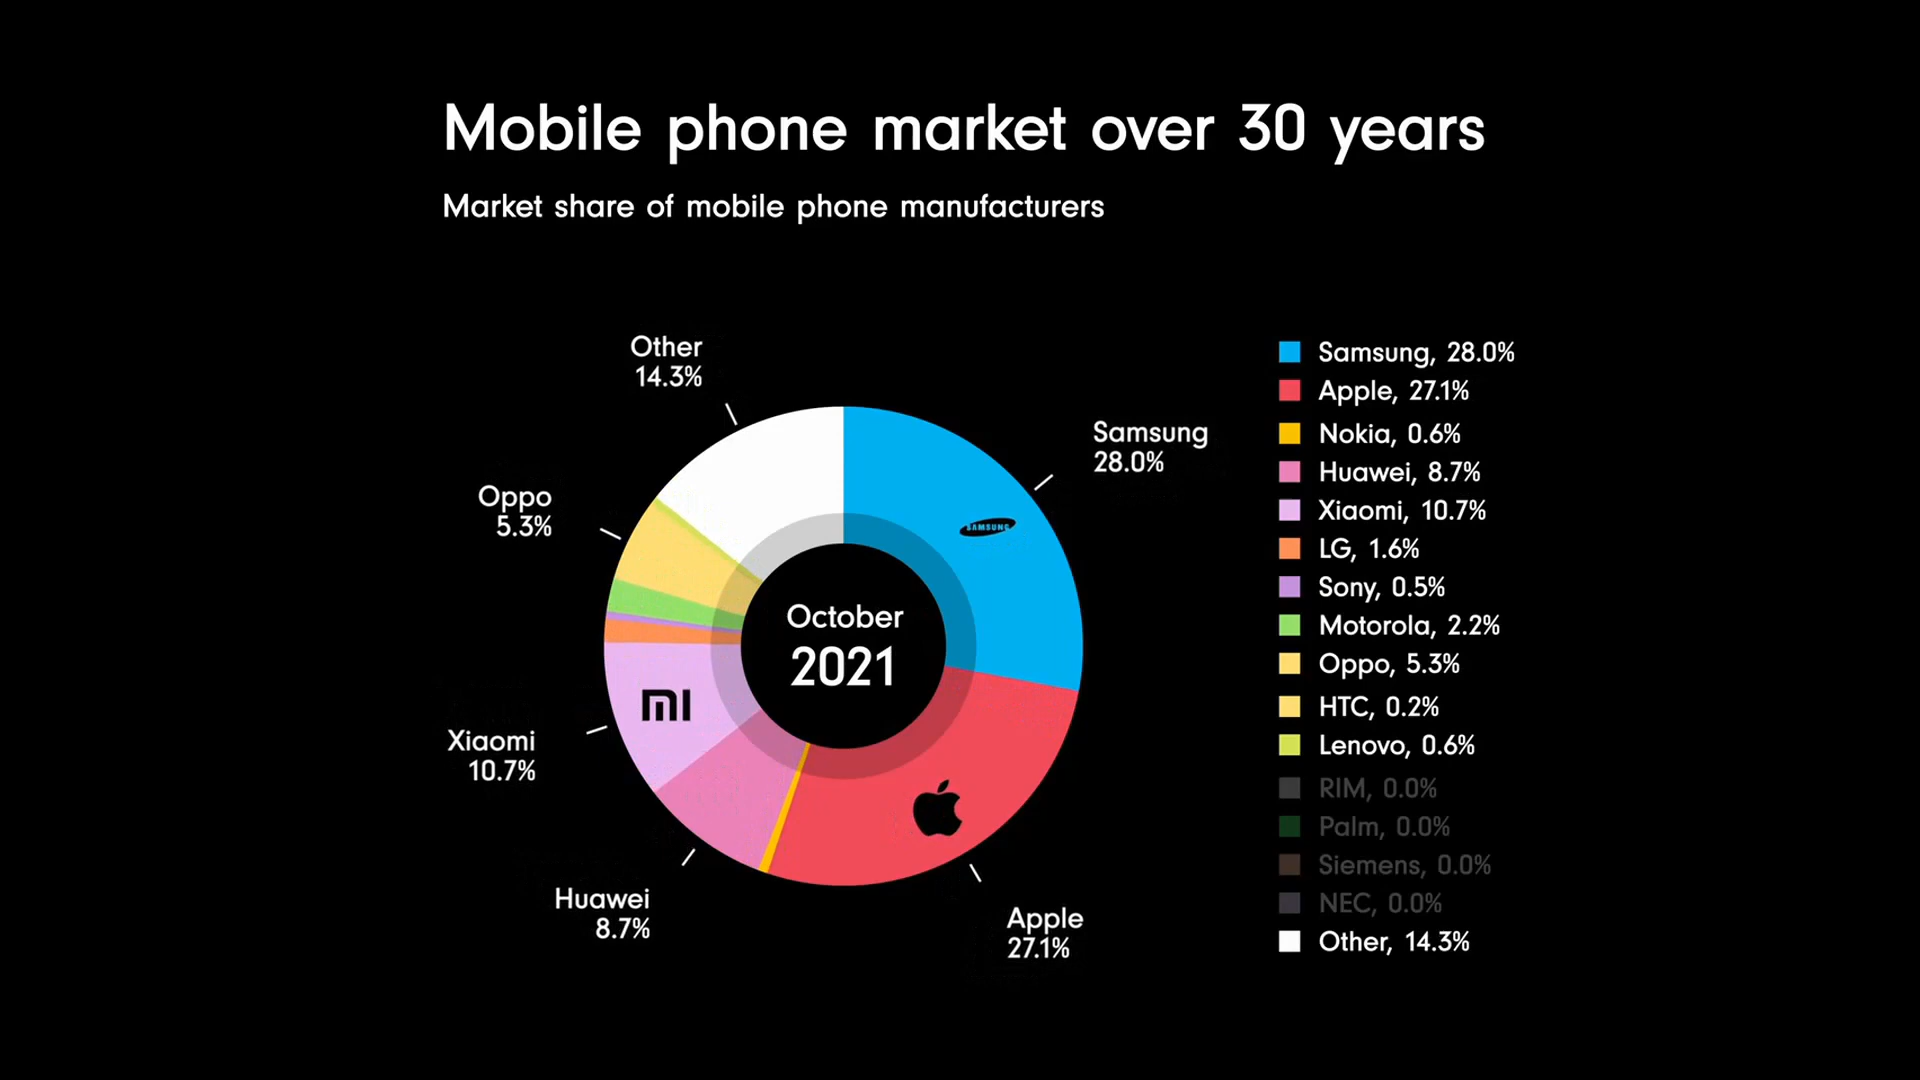 Mobile phone market over 30 years
Market share of mobile phone manufacturers
Other
14.3%
Samsung
28.0%
Oppo
5.3%
SAMSUNG
October
2021
mi
Xiaomi
10.7%
Huawei
8.7%
Apple
27.1%
Samsung, 28.0%
Apple, 27.1%
Nokia, 0.6%
Huawei, 8.7%
Xiaomi, 10.7%
LG, 1.6%
Sony, 0.5%
Motorola, 2.2%
Oppo, 5.3%
HTC, 0.2%
Lenovo, 0.6%
RIM, 0.0%
Palm, 0.0%
Siemens, 0.0%
NEC, 0.0%
Other, 14.3%